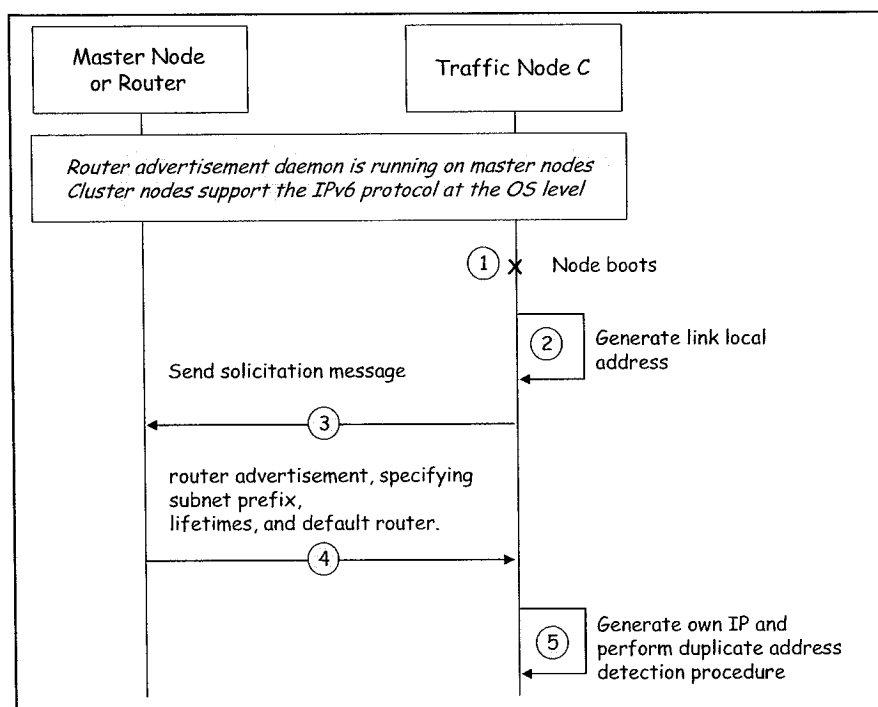 Master Node
or Router
Traffic Node C
Router advertisement daemon is running on master nodes
Cluster nodes support the IPv6 protocol at the OS level
1
Node boots
2
Generate link local
address
Send solicitation message
3
router advertisement, specifying
subnet prefix,
lifetimes, and default router.
4
5
Generate own IP and
perform duplicate address
detection procedure